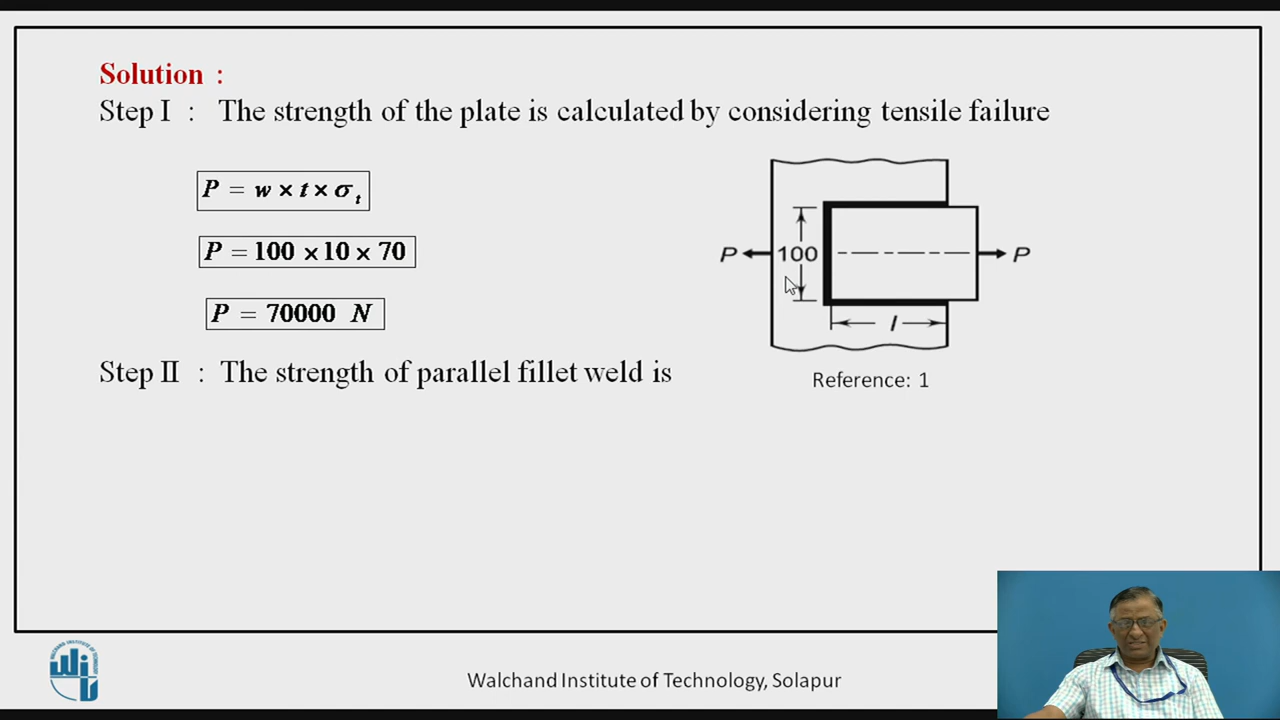 Solution :
Step I : The strength of the plate is calculated by considering tensile failure
P = w × t × σt
P = 100 × 10 × 70
P = 70000 N
P 100 P
l
Step II : The strength of parallel fillet weld is
Reference: 1
Walchand Institute of Technology, Solapur